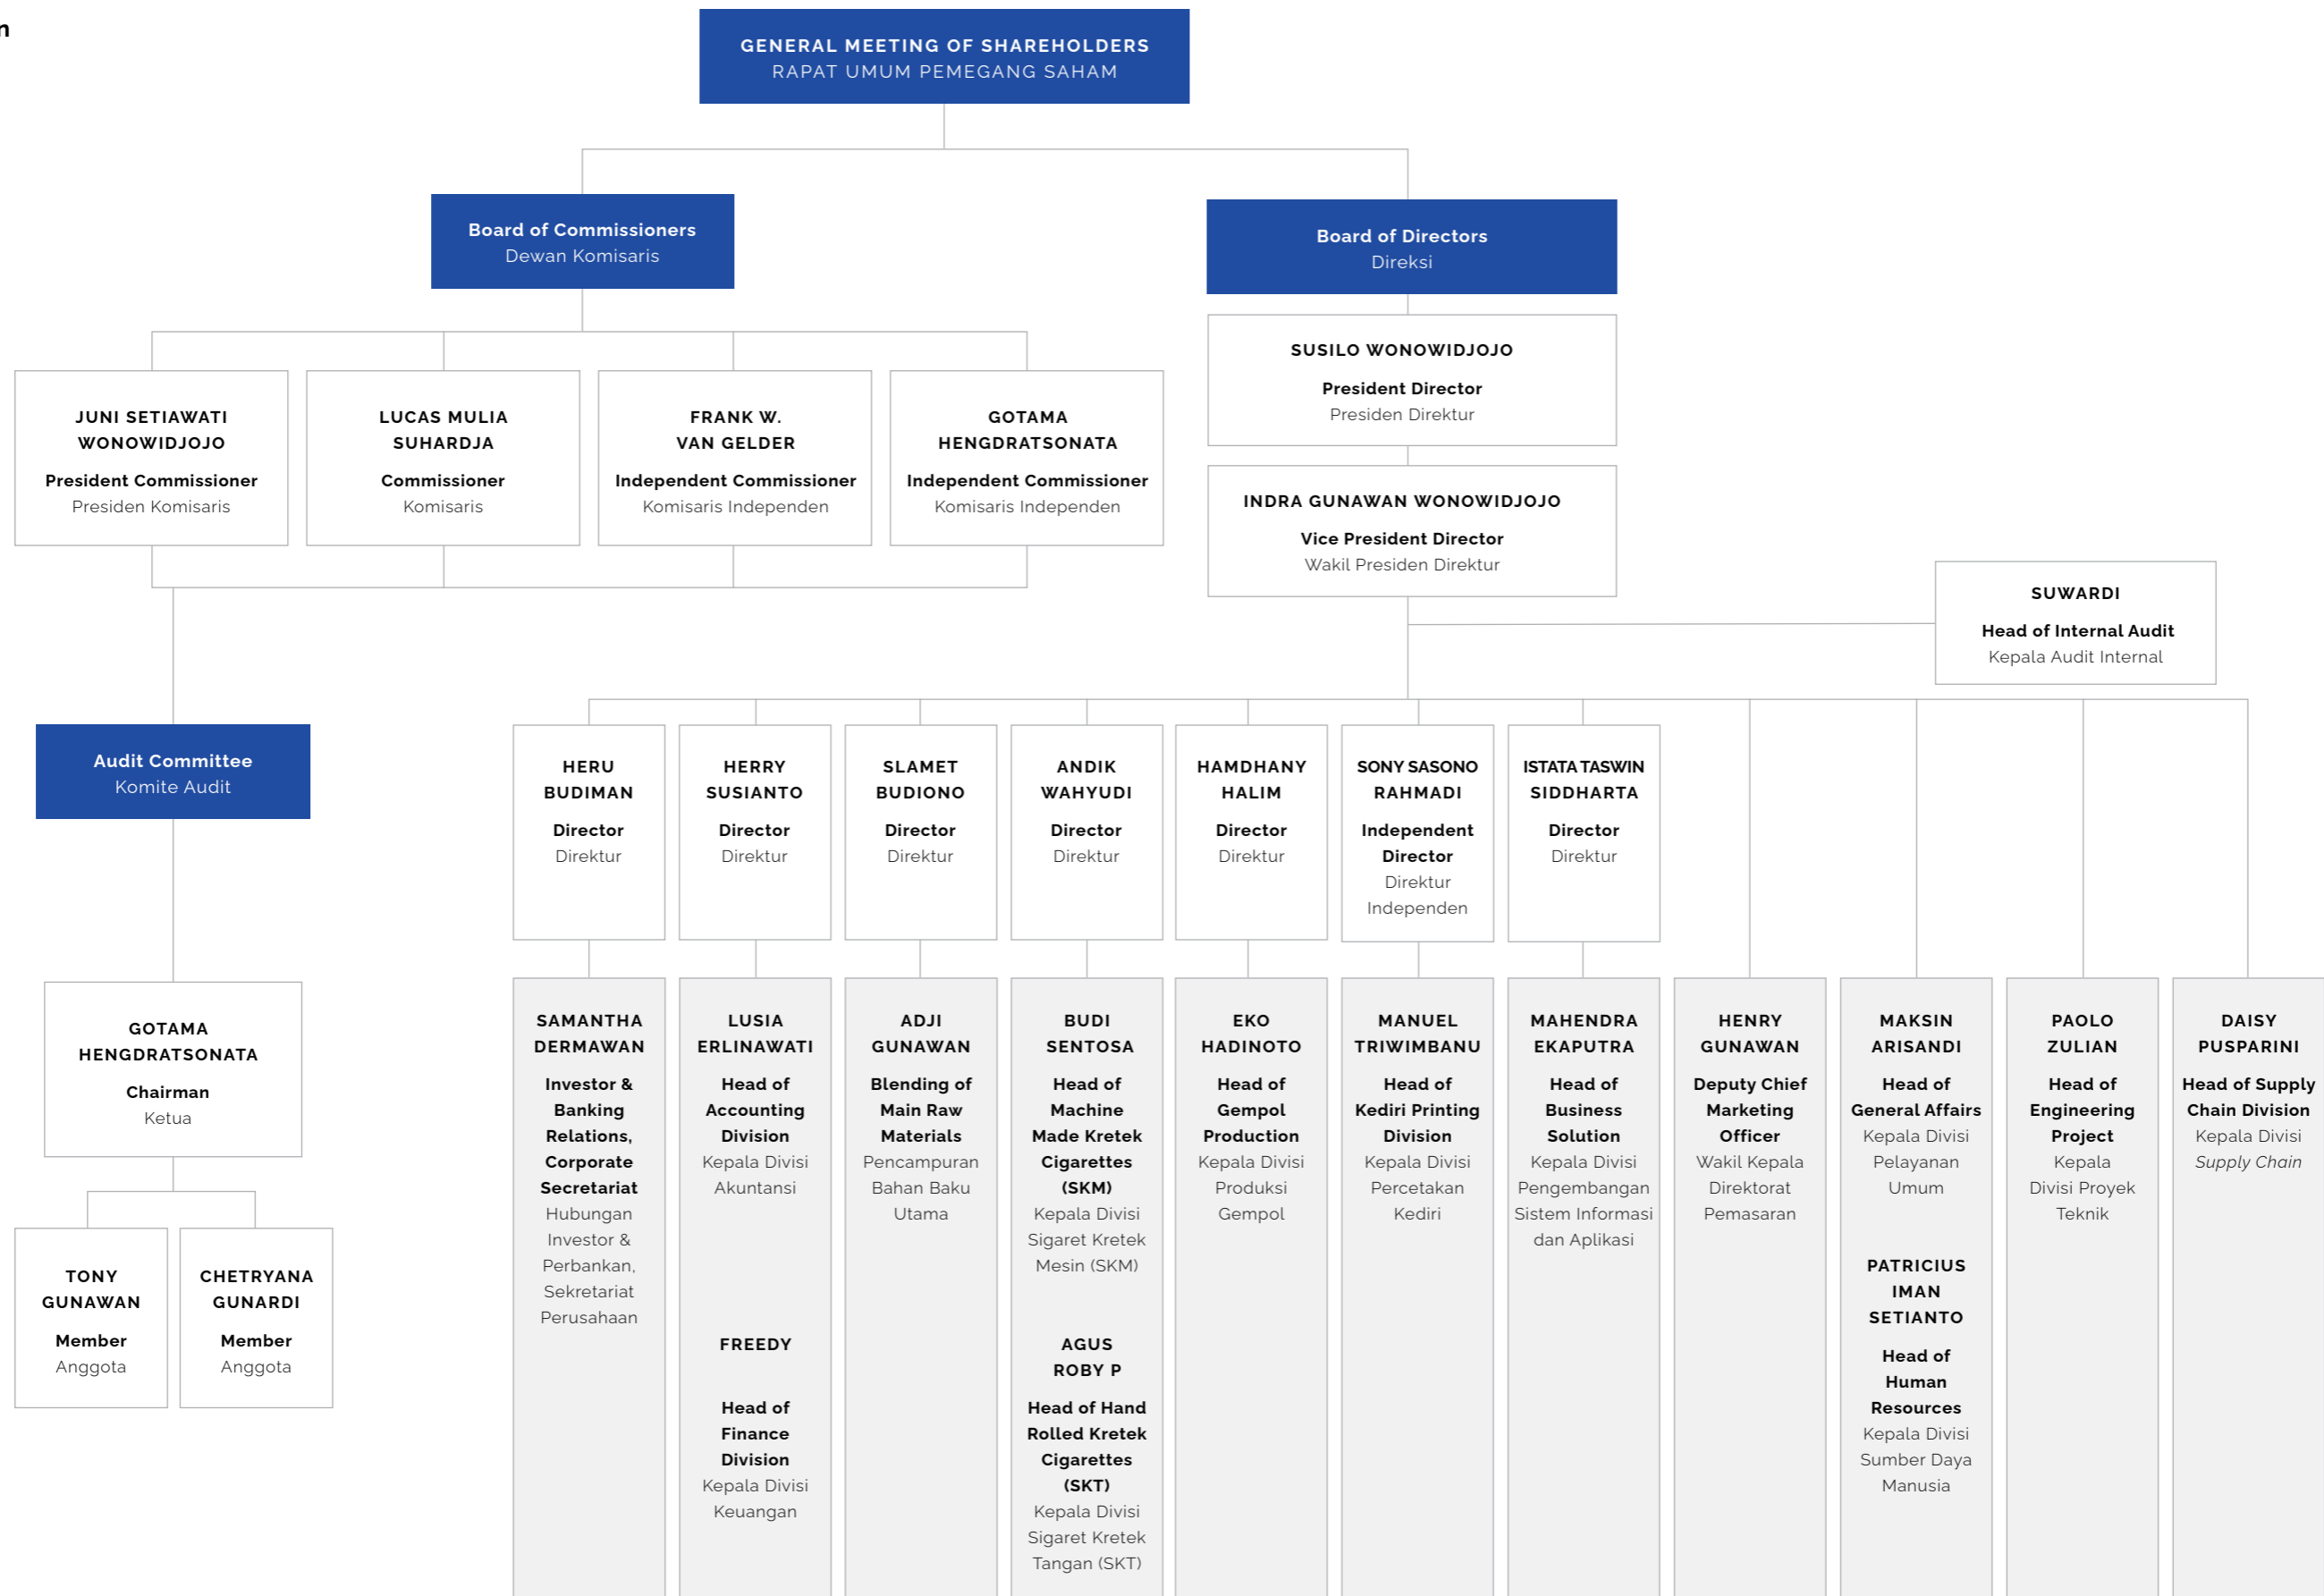 n
GENERAL MEETING OF SHAREHOLDERS
RAPAT UMUM PEMEGANG SAHAM
Board of Commissioners
Dewan Komisaris
Board of Directors
Direksi
SUSILO WONOWIDJOJO
President Director
Presiden Direktur
JUNI SETIAWATI
WONOWIDJOJO
President Commissioner
Presiden Komisaris
LUCAS MULIA
SUHARDJA
Commissioner
Komisaris
FRANK W.
VAN GELDER
Independent Commissioner
Komisaris Independen
GOTAMA
HENGDRATSONATA
Independent Commissioner
Komisaris Independen
INDRA GUNAWAN WONOWIDJOJO
Vice President Director
Wakil Presiden Direktur
SUWARDI
Head of Internal Audit
Kepala Audit Internal
Audit Committee
Komite Audit
GOTAMA
HENGDRATSONATA
Chairman
Ketua
TONY
GUNAWAN
Member
Anggota
CHETRYANA
GUNARDI
Member
Anggota
HERU
BUDIMAN
Director
Direktur
HERRY
SUSIANTO
Director
Direktur
SLAMET
BUDIONO
Director
Direktur
ANDIK
WAHYUDI
Director
Direktur
HAMDHANY
HALIM
Director
Direktur
SONY SASONO
RAHMADI
Independent
Director
Direktur
Independen
ISTATA TASWIN
SIDDHARTA
Director
Direktur
SAMANTHA
DERMAWAN
Investor &
Banking
Relations,
Corporate
Secretariat
Hubungan
Investor &
Perbankan,
Sekretariat
Perusahaan
LUSIA
ERLINAWATI
Head of
Accounting
Division
Kepala Divisi
Akuntansi
FREEDY
Head of
Finance
Division
Kepala Divisi
Keuangan
ADJI
GUNAWAN
Blending of
Main Raw
Materials
Pencampuran
Bahan Baku
Utama
BUDI
SENTOSA
Head of
Machine
Made Kretek
Cigarettes
(SKM)
Kepala Divisi
Sigaret Kretek
Mesin (SKM)
AGUS
ROBY P
Head of Hand
Rolled Kretek
Cigarettes
(SKT)
Kepala Divisi
Sigaret Kretek
Tangan (SKT)
EKO
HADINOTO
Head of
Gempol
Production
Kepala Divisi
Produksi
Gempol
MANUEL
TRIWIMBANU
Head of
Kediri Printing
Division
Kepala Divisi
Percetakan
Kediri
MAHENDRA
EKAPUTRA
Head of
Business
Solution
Kepala Divisi
Pengembangan
Sistem Informasi
dan Aplikasi
HENRY
GUNAWAN
Deputy Chief
Marketing
Officer
Wakil Kepala
Direktorat
Pemasaran
MAKSIN
ARISANDI
Head of
General Affairs
Kepala Divisi
Pelayanan
Umum
PATRICIUS
IMAN
SETIANTO
Head of
Human
Resources
Kepala Divisi
Sumber Daya
Manusia
PAOLO
ZULIAN
Head of
Engineering
Project
Kepala
Divisi Proyek
Teknik
DAISY
PUSPARINI
Head of Supply
Chain Division
Kepala Divisi
Supply Chain